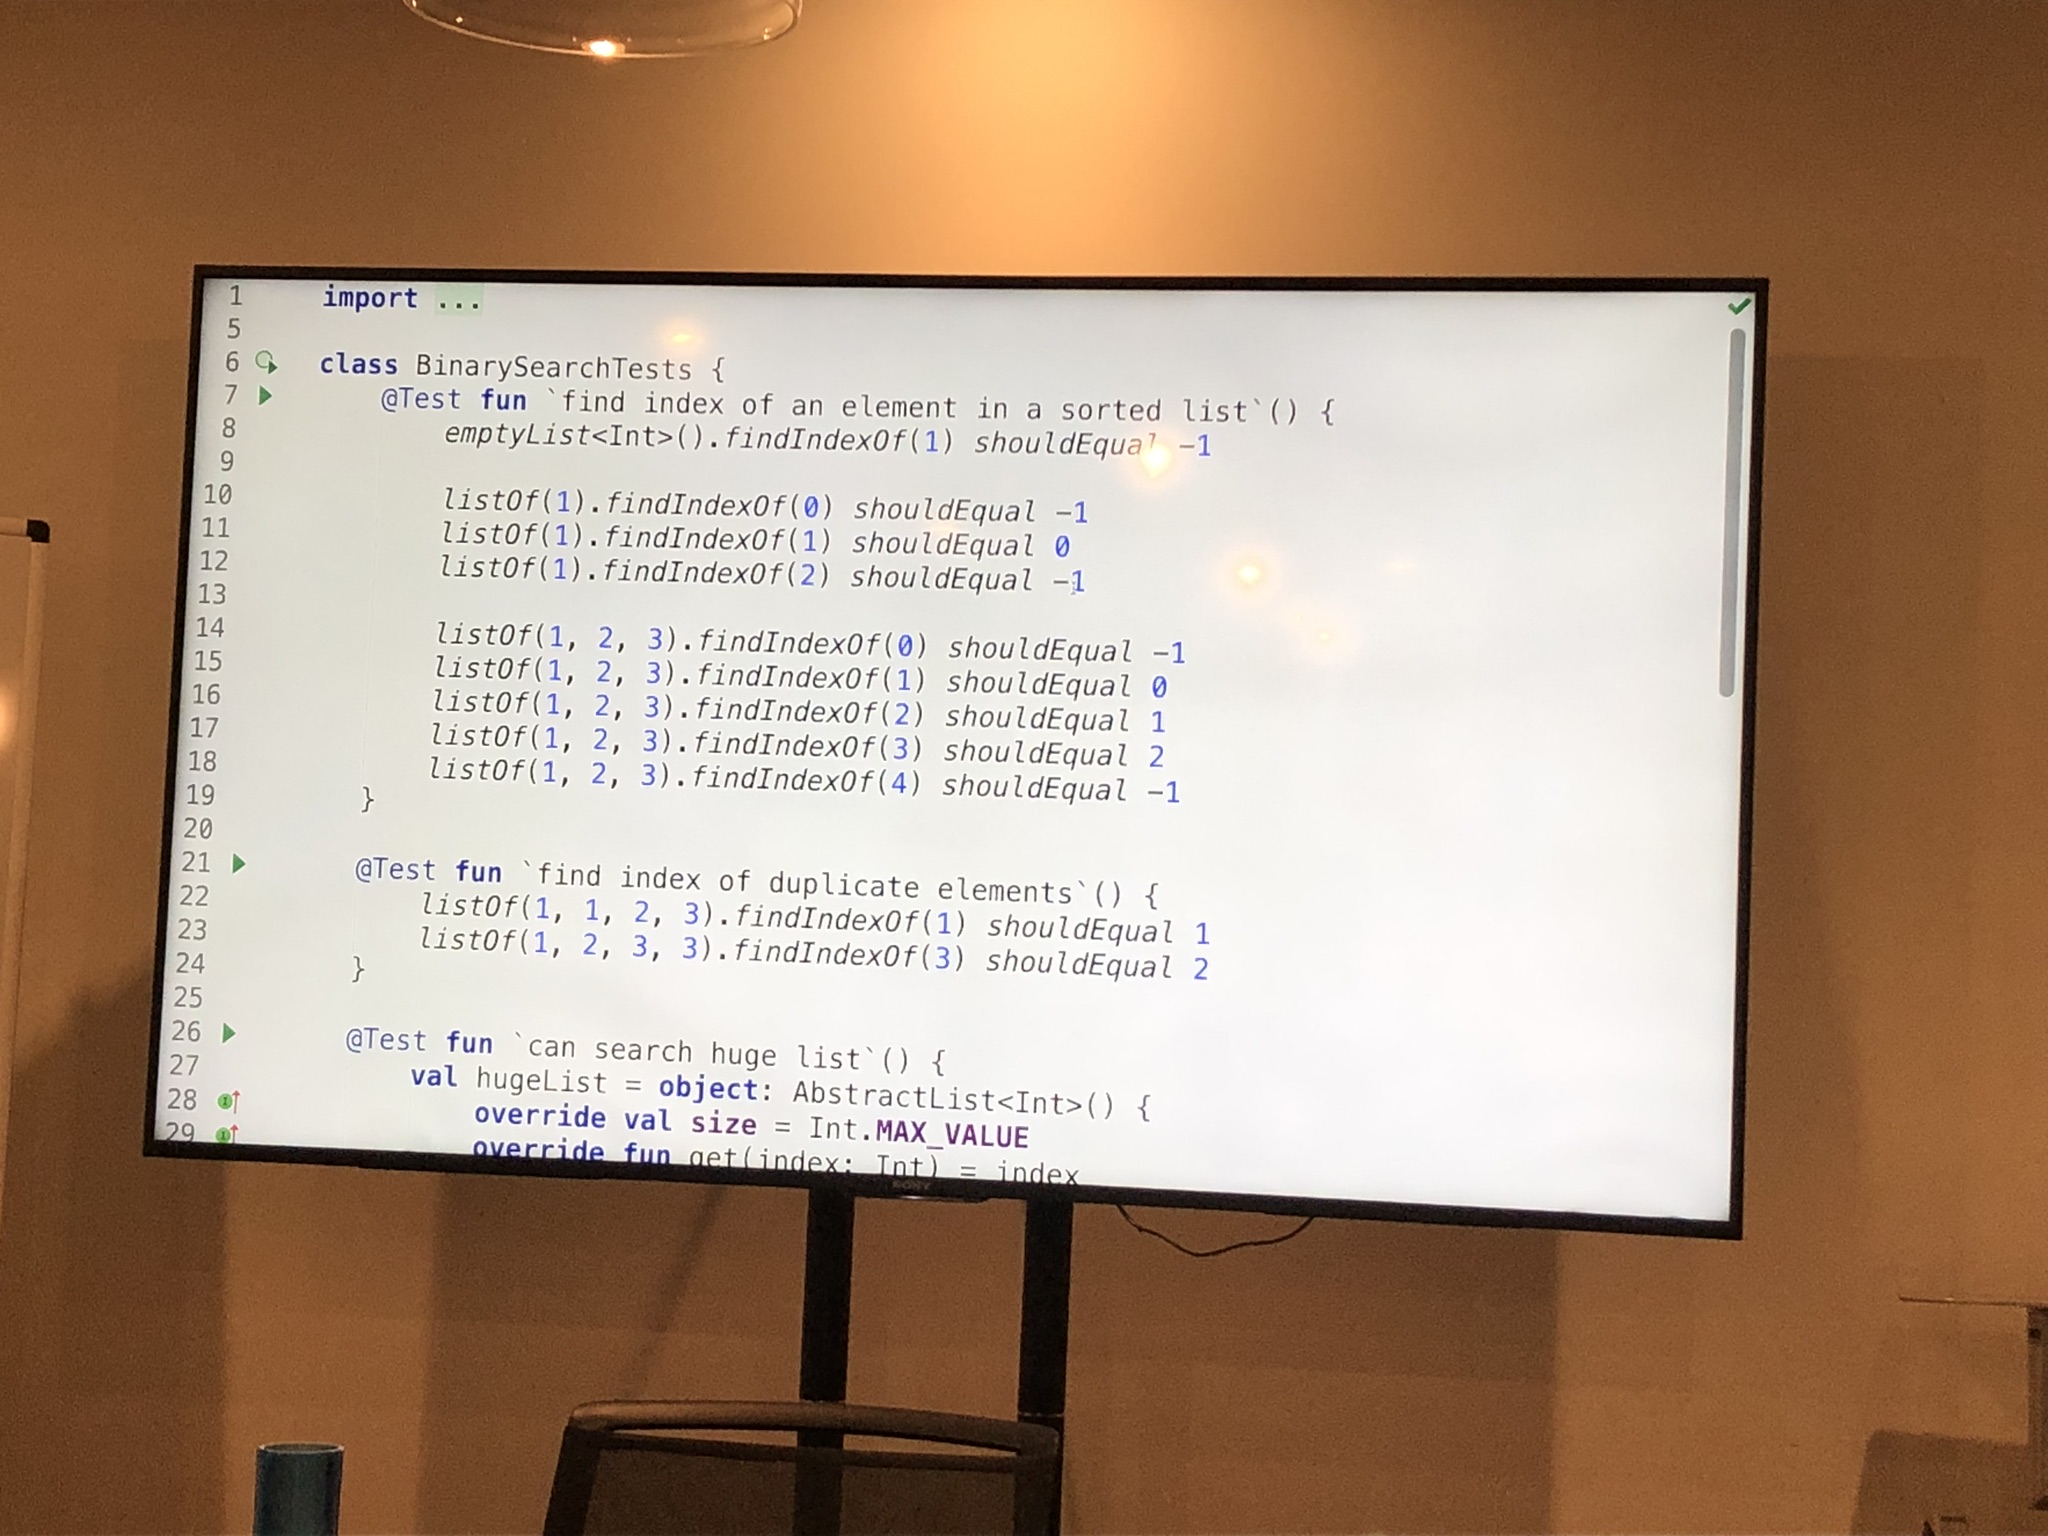 1 import ...
5
6 class BinarySearchTests {
7 @Test fun `find index of an element in a sorted list`() {
8 emptyList<Int>().findIndexOf(1) shouldEqual -1
9
10 listOf(1).findIndexOf(0) shouldEqual -1
11 listOf(1).findIndexOf(1) shouldEqual 0
12 listOf(1).findIndexOf(2) shouldEqual -1
13
14 listOf(1, 2, 3).findIndexOf(0) shouldEqual -1
15 listOf(1, 2, 3).findIndexOf(1) shouldEqual 0
16 listOf(1, 2, 3).findIndexOf(2) shouldEqual 1
17 listOf(1, 2, 3).findIndexOf(3) shouldEqual 2
18 listOf(1, 2, 3).findIndexOf(4) shouldEqual -1
19 }
20
21 @Test fun `find index of duplicate elements`() {
22 listOf(1, 1, 2, 3).findIndexOf(1) shouldEqual 1
23 listOf(1, 2, 3, 3).findIndexOf(3) shouldEqual 2
24 }
25
26 @Test fun `can search huge list`() {
27 val hugeList = object: AbstractList<Int>() {
28 override val size = Int.MAX_VALUE
29 override fun get(index: Int) = index
SONY